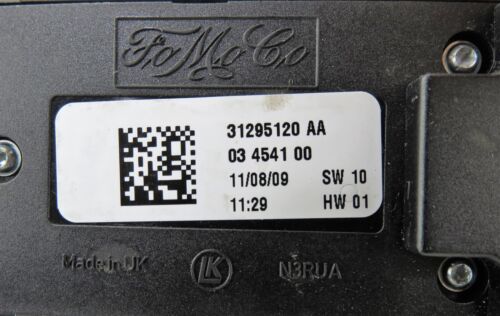 FoMoCo
31295120 AA
03 4541 00
11/08/09 SW 10
11:29 HW 01
Made in UK LK N3RUA